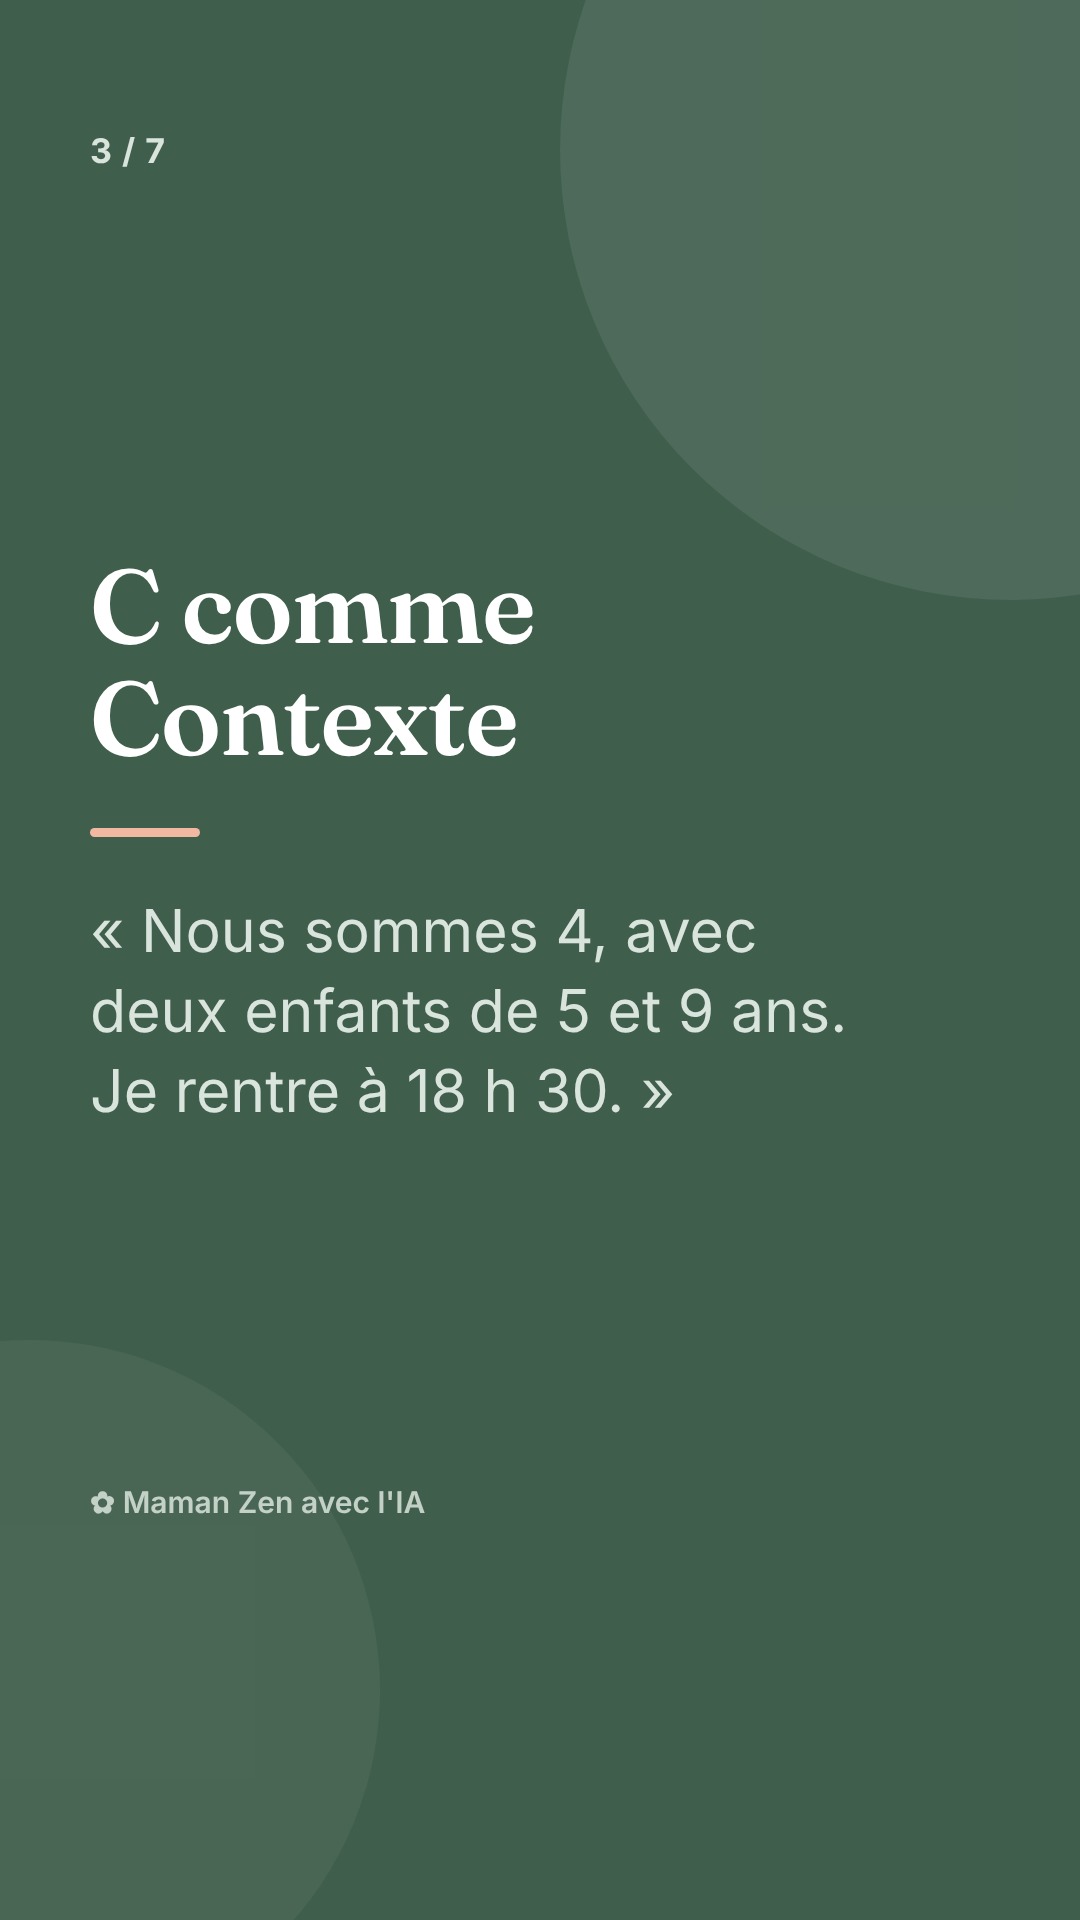 3 / 7
C comme
Contexte
« Nous sommes 4, avec
deux enfants de 5 et 9 ans.
Je rentre à 18 h 30. »
✿ Maman Zen avec l'IA